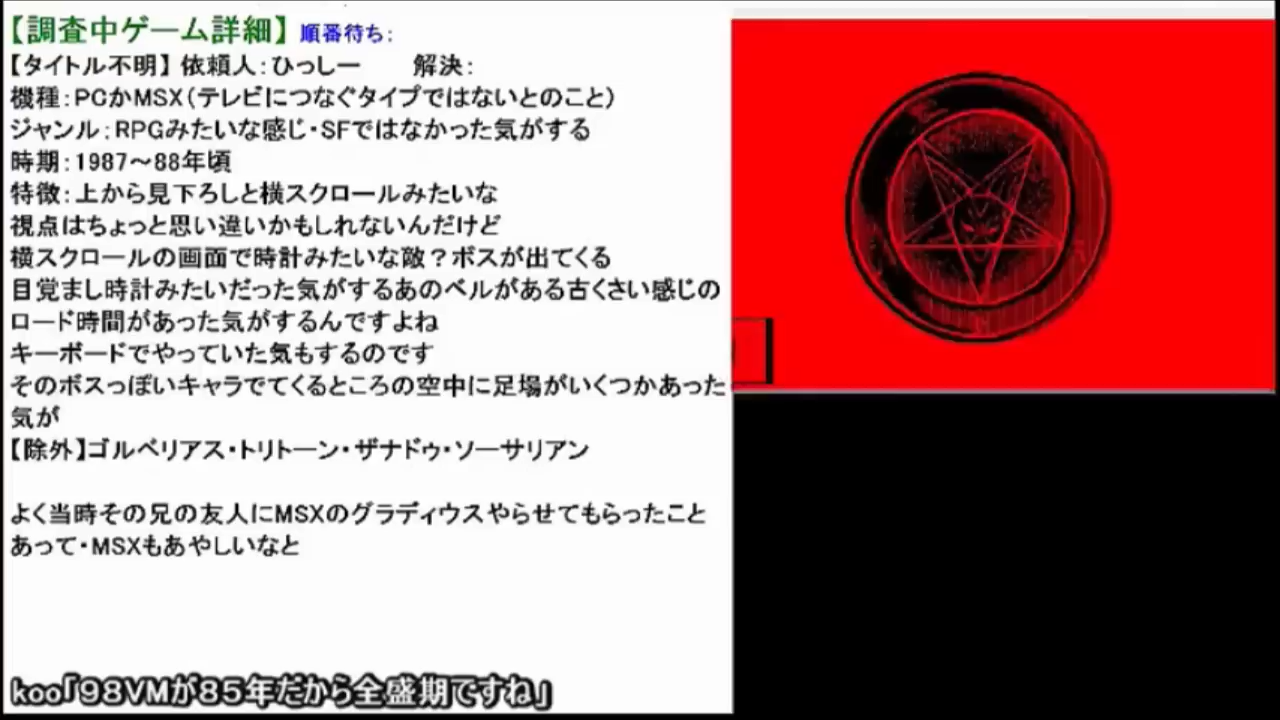 【調査中ゲーム詳細】 順番待ち：
【タイトル不明】 依頼人：ひっしー 解決：
機種：PCかMSX（テレビにつなぐタイプではないとのこと）
ジャンル：RPGみたいな感じ・SFではなかった気がする
時期：1987～88年頃
特徴：上から見下ろしと横スクロールみたいな
視点はちょっと思い違いかもしれないんだけど
横スクロールの画面で時計みたいな敵？ボスが出てくる
目覚まし時計みたいだった気がするあのベルがある古くさい感じの
ロード時間があった気がするんですよね
キーボードでやっていた気もするのです
そのボスっぽいキャラでてくるところの空中に足場がいくつかあった
気が
【除外】ゴルベリアス・トリトーン・ザナドゥ・ソーサリアン
よく当時その兄の友人にMSXのグラディウスやらせてもらったこと
あって・MSXもあやしいなと
koo「９８VMが８５年だから全盛期ですね」